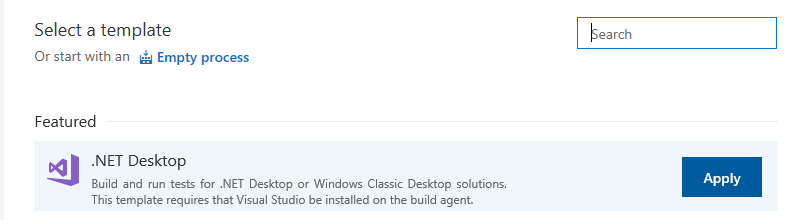 Select a template
Search
Or start with an Empty process
Featured
.NET Desktop
Build and run tests for .NET Desktop or Windows Classic Desktop solutions.
This template requires that Visual Studio be installed on the build agent.
Apply